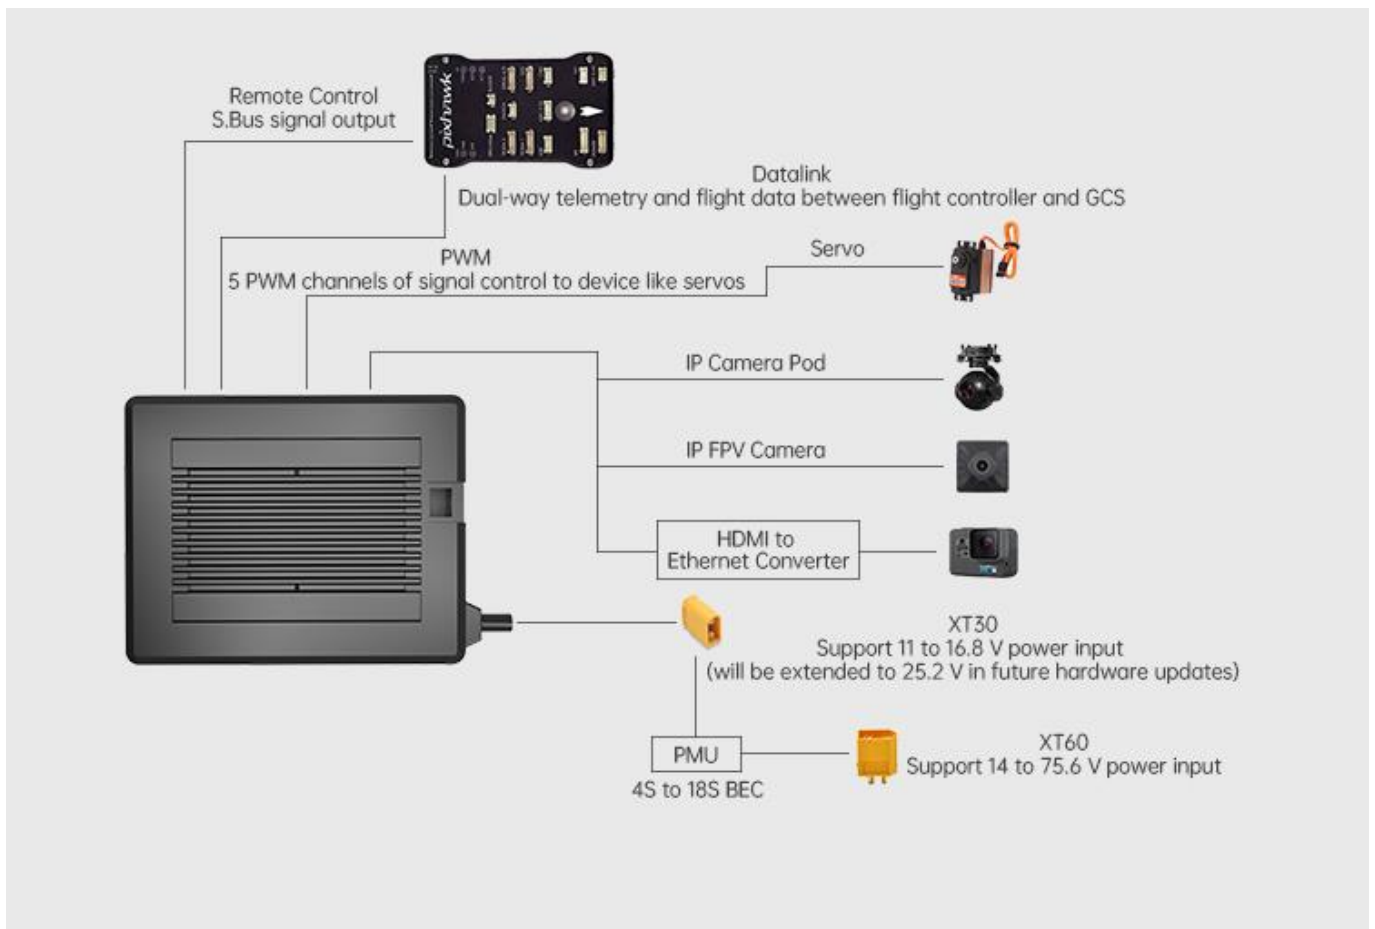 pixhawk
Remote Control
S.Bus signal output
Datalink
Dual-way telemetry and flight data between flight controller and GCS
PWM
5 PWM channels of signal control to device like servos
Servo
IP Camera Pod
IP FPV Camera
HDMI to
Ethernet Converter
XT30
Support 11 to 16.8 V power input
(will be extended to 25.2 V in future hardware updates)
PMU
4S to 18S BEC
XT60
Support 14 to 75.6 V power input